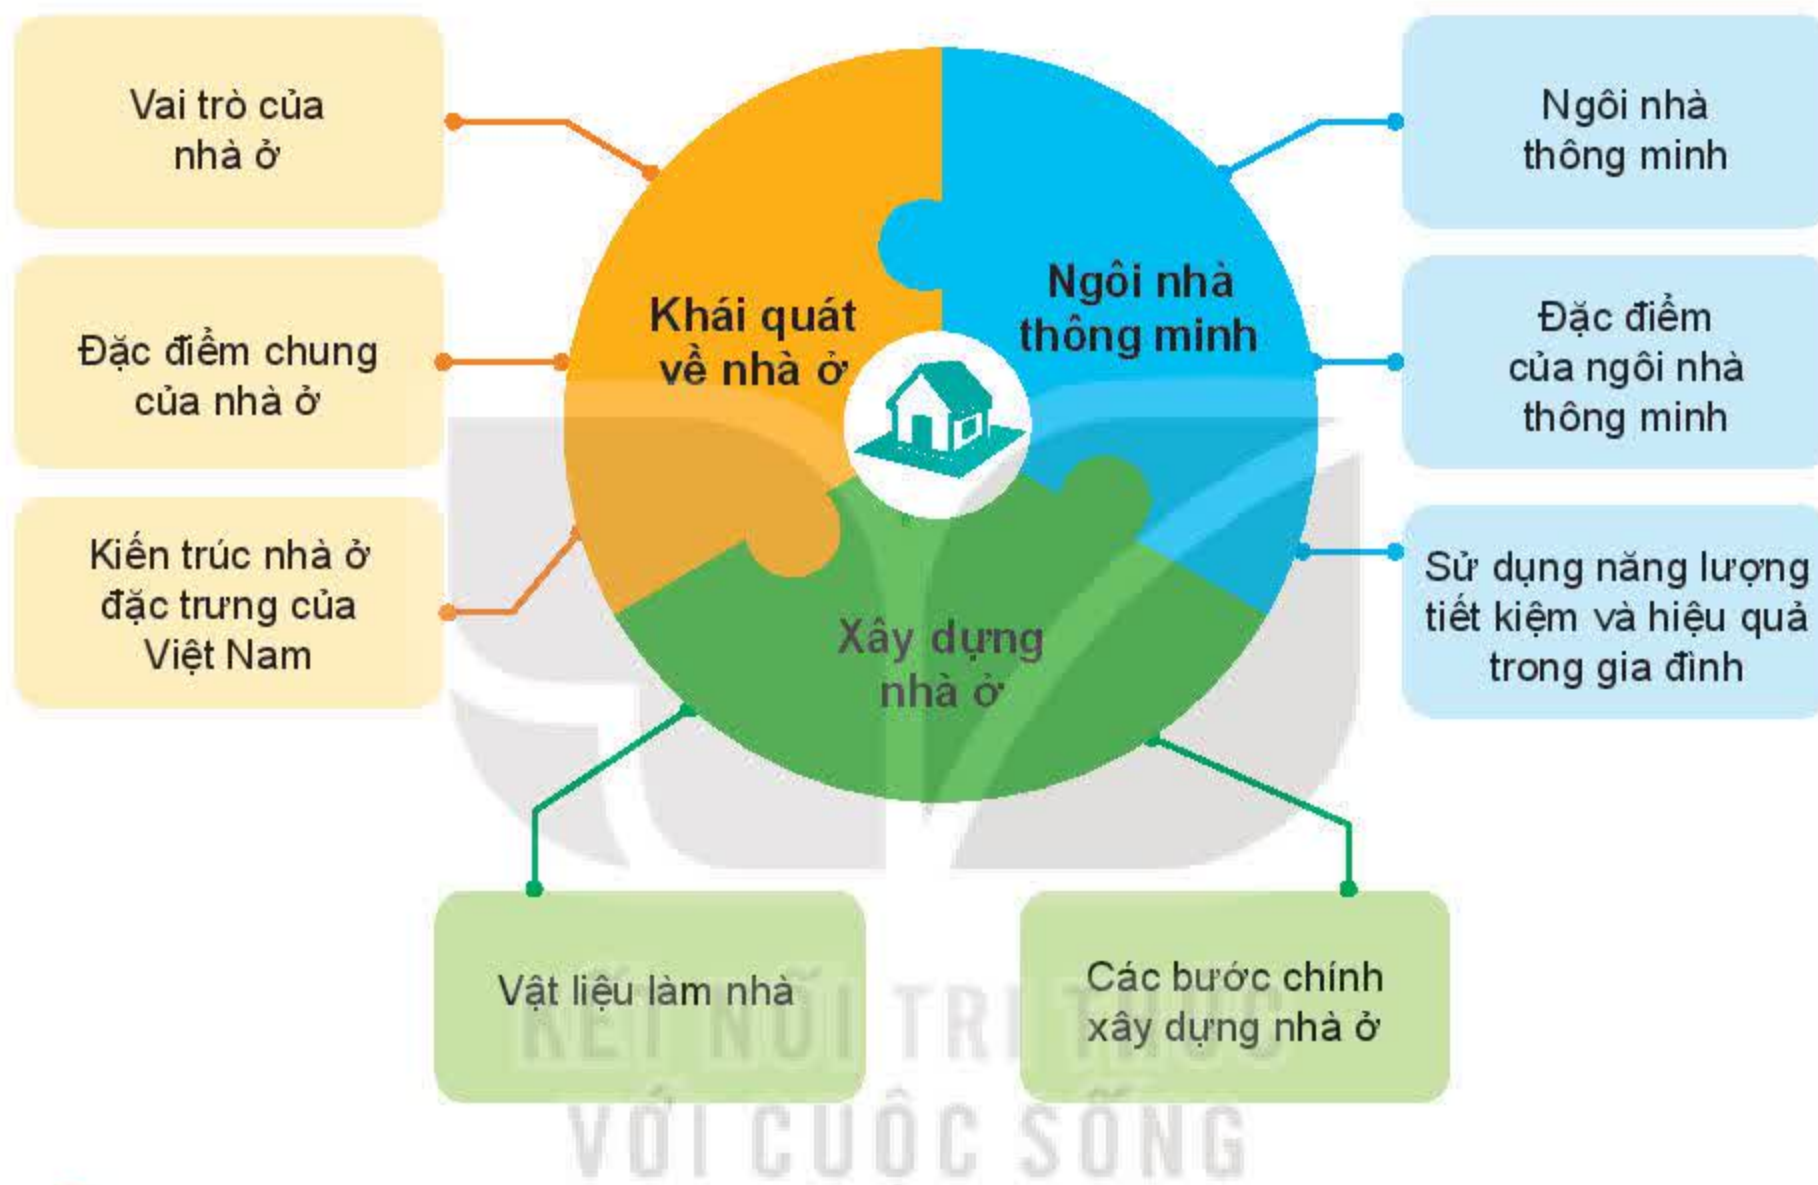 Vai trò của
nhà ở
Đặc điểm chung
của nhà ở
Kiến trúc nhà ở
đặc trưng của
Việt Nam
Khái quát
về nhà ở
Ngôi nhà
thông minh
Xây dựng
nhà ở
Ngôi nhà
thông minh
Đặc điểm
của ngôi nhà
thông minh
Sử dụng năng lượng
tiết kiệm và hiệu quả
trong gia đình
Vật liệu làm nhà
Các bước chính
xây dựng nhà ở
KẾT NỐI TRI THỨC
VỚI CUỘC SỐNG